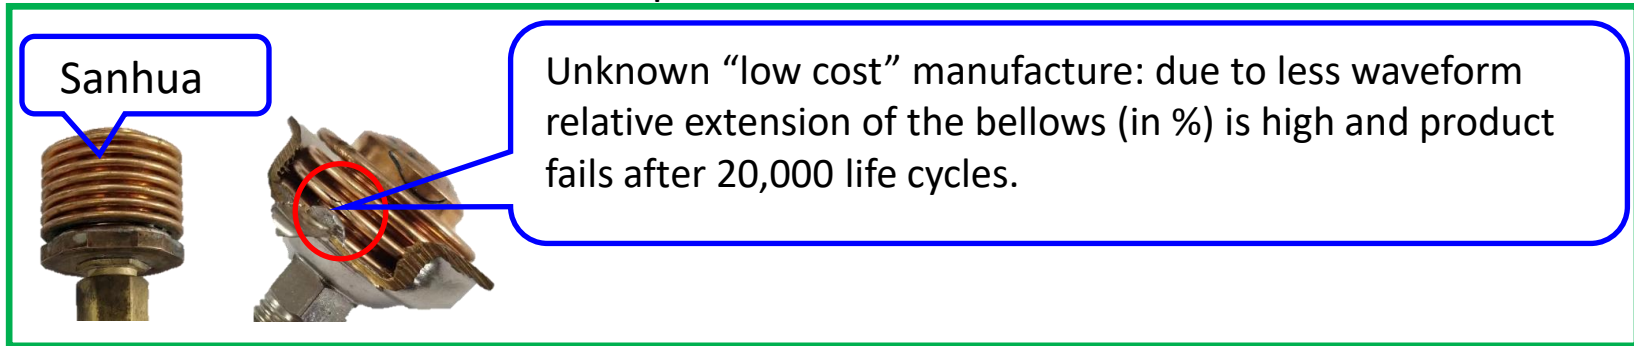 Sanhua
Unknown “low cost” manufacture: due to less waveform
relative extension of the bellows (in %) is high and product
fails after 20,000 life cycles.